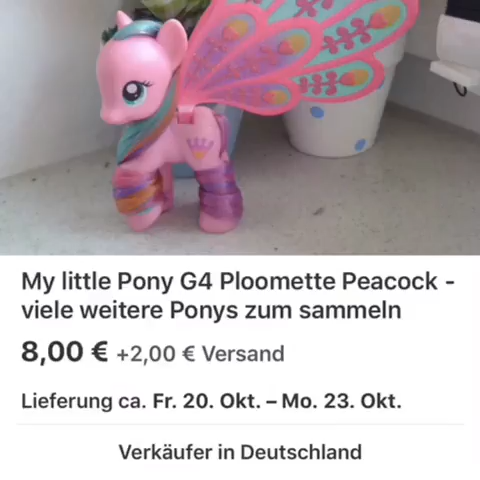 My little Pony G4 Ploomette Peacock -
viele weitere Ponys zum sammeln
8,00 € +2,00 € Versand
Lieferung ca. Fr. 20. Okt. – Mo. 23. Okt.
Verkäufer in Deutschland